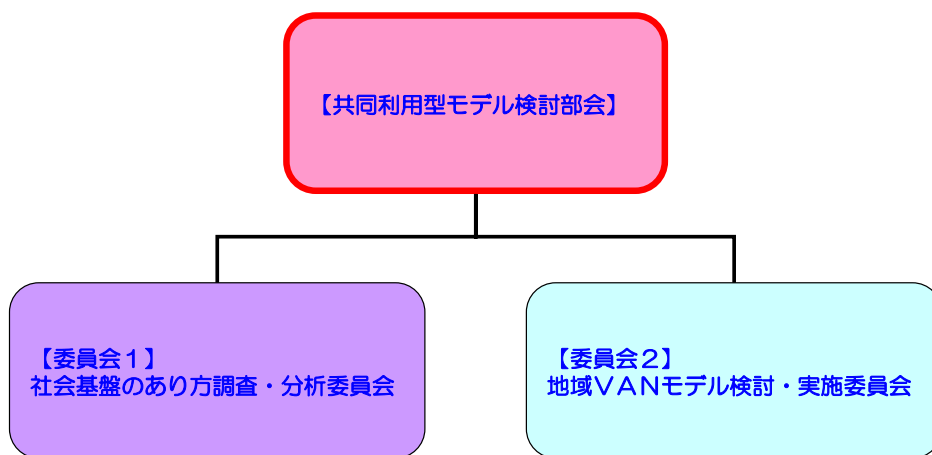 【共同利用型モデル検討部会】
【委員会１】
社会基盤のあり方調査・分析委員会
【委員会２】
地域ＶＡＮモデル検討・実施委員会